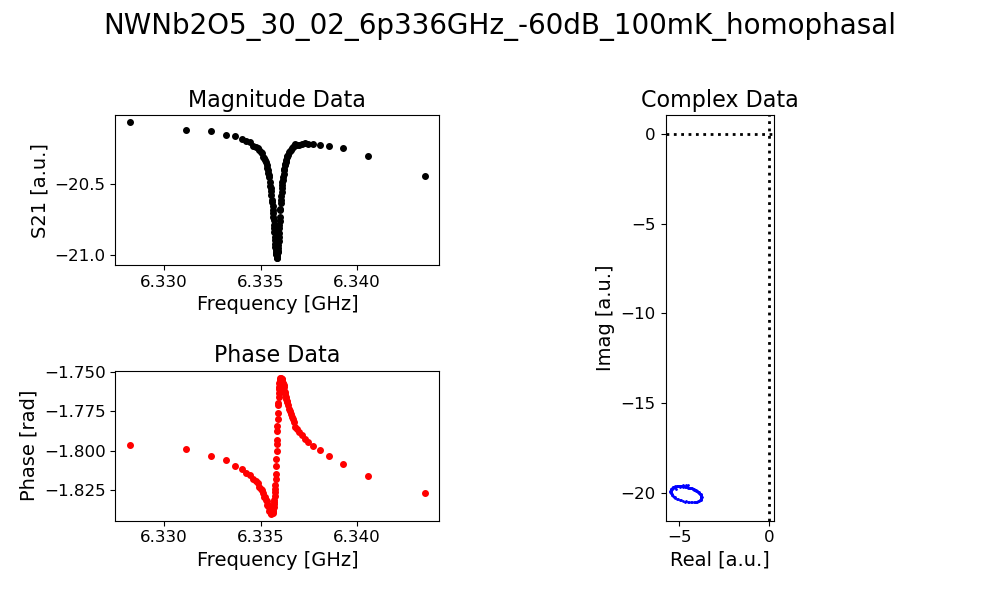 NWNb2O5_30_02_6p336GHz_-60dB_100mK_homophasal
Magnitude Data
S21 [a.u.]
−20.5
−21.0
6.330 6.335 6.340
Frequency [GHz]
Phase Data
Phase [rad]
−1.750
−1.775
−1.800
−1.825
6.330 6.335 6.340
Frequency [GHz]
Complex Data
Imag [a.u.]
0
−5
−10
−15
−20
−5 0
Real [a.u.]